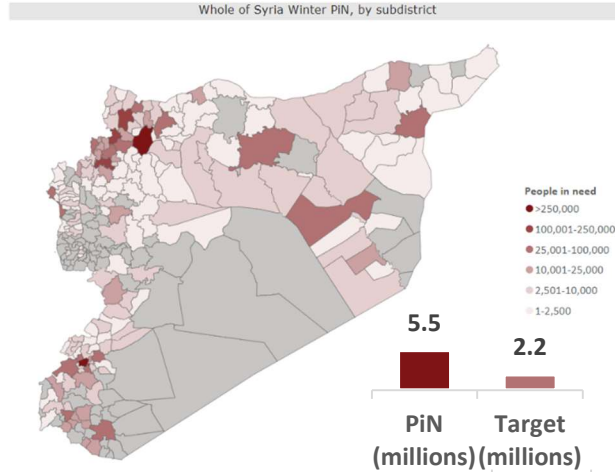 Whole of Syria Winter PiN, by subdistrict
People in need
>250,000
100,001-250,000
25,001-100,000
10,001-25,000
2,501-10,000
1-2,500
5.5
2.2
PiN Target
(millions) (millions)